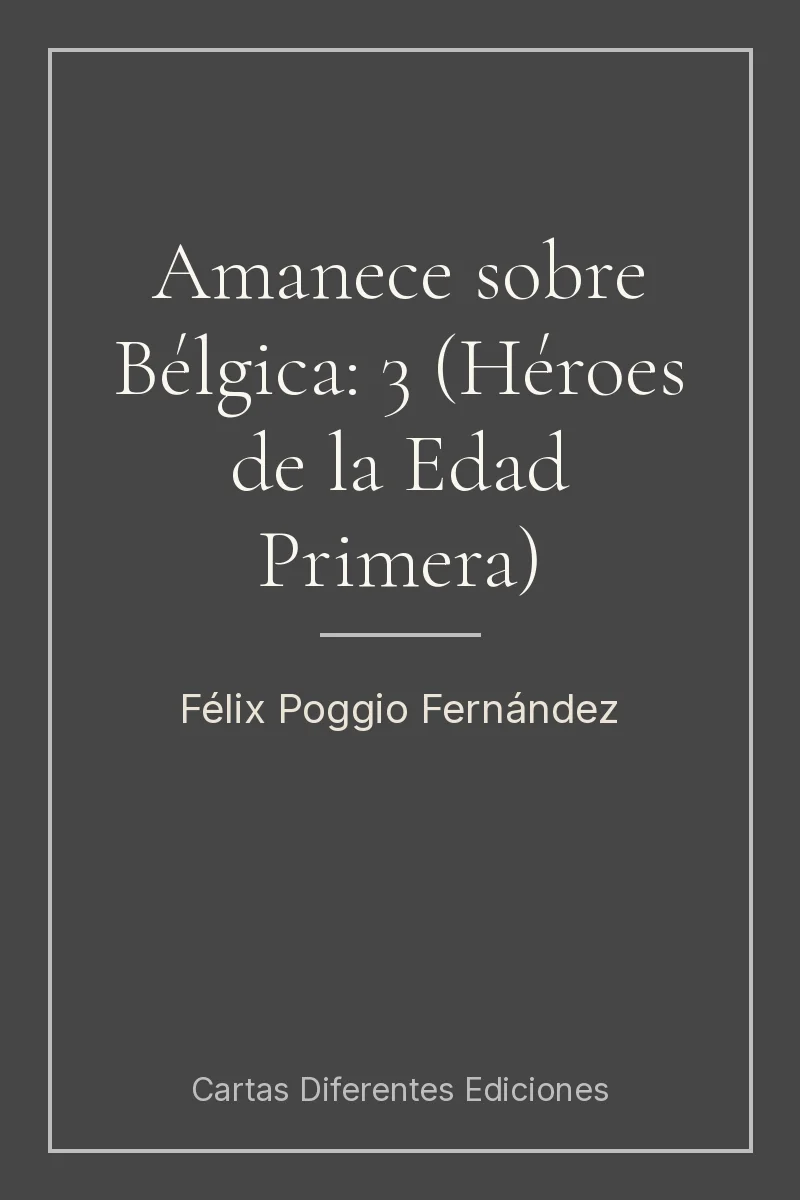 Amanece sobre
Bélgica: 3 (Héroes
de la Edad
Primera)
Félix Poggio Fernández
Cartas Diferentes Ediciones